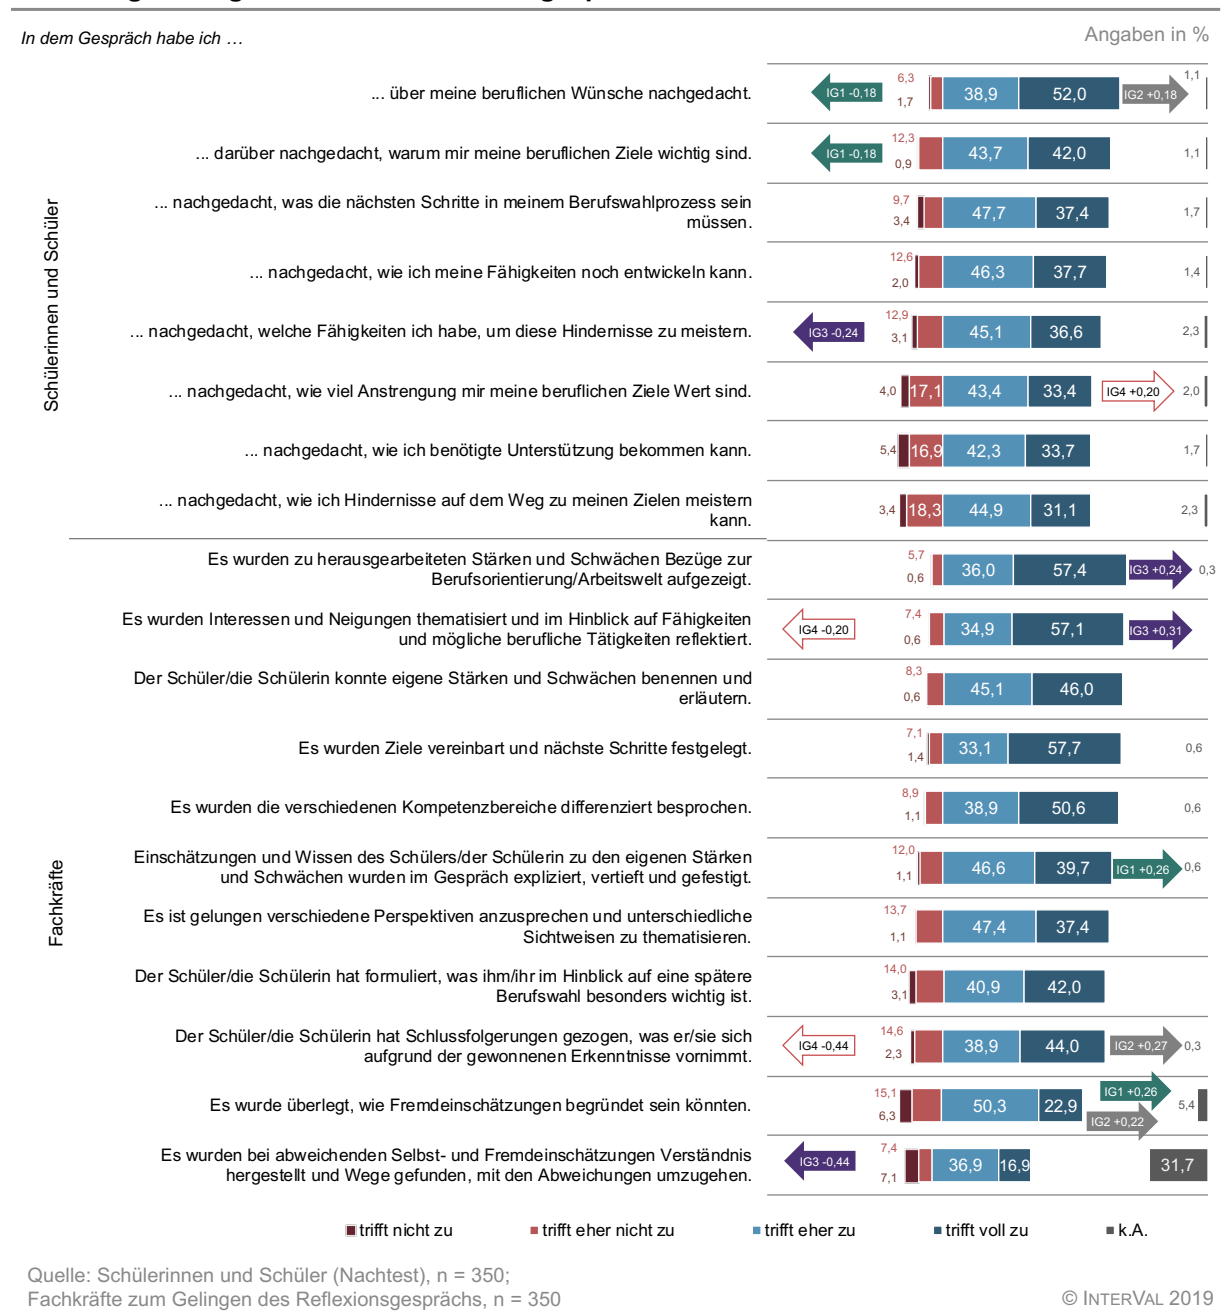 In dem Gespräch habe ich …
Angaben in %
Schülerinnen und Schüler
... über meine beruflichen Wünsche nachgedacht.
IG1 -0,18
6,3
1,7
38,9
52,0
IG2 +0,18
1,1
... darüber nachgedacht, warum mir meine beruflichen Ziele wichtig sind.
IG1 -0,18
12,3
0,9
43,7
42,0
1,1
... nachgedacht, was die nächsten Schritte in meinem Berufswahlprozess sein
müssen.
9,7
3,4
47,7
37,4
1,7
... nachgedacht, wie ich meine Fähigkeiten noch entwickeln kann.
12,6
2,0
46,3
37,7
1,4
... nachgedacht, welche Fähigkeiten ich habe, um diese Hindernisse zu meistern.
IG3 -0,24
12,9
3,1
45,1
36,6
2,3
... nachgedacht, wie viel Anstrengung mir meine beruflichen Ziele Wert sind.
4,0
17,1
43,4
33,4
IG4 +0,20
2,0
... nachgedacht, wie ich benötigte Unterstützung bekommen kann.
5,4
16,9
42,3
33,7
1,7
... nachgedacht, wie ich Hindernisse auf dem Weg zu meinen Zielen meistern
kann.
3,4
18,3
44,9
31,1
2,3
Fachkräfte
Es wurden zu herausgearbeiteten Stärken und Schwächen Bezüge zur
Berufsorientierung/Arbeitswelt aufgezeigt.
5,7
0,6
36,0
57,4
IG3 +0,24
0,3
Es wurden Interessen und Neigungen thematisiert und im Hinblick auf Fähigkeiten
und mögliche berufliche Tätigkeiten reflektiert.
IG4 -0,20
7,4
0,6
34,9
57,1
IG3 +0,31
Der Schüler/die Schülerin konnte eigene Stärken und Schwächen benennen und
erläutern.
8,3
0,6
45,1
46,0
Es wurden Ziele vereinbart und nächste Schritte festgelegt.
7,1
1,4
33,1
57,7
0,6
Es wurden die verschiedenen Kompetenzbereiche differenziert besprochen.
8,9
1,1
38,9
50,6
0,6
Einschätzungen und Wissen des Schülers/der Schülerin zu den eigenen Stärken
und Schwächen wurden im Gespräch expliziert, vertieft und gefestigt.
12,0
1,1
46,6
39,7
IG1 +0,26
0,6
Es ist gelungen verschiedene Perspektiven anzusprechen und unterschiedliche
Sichtweisen zu thematisieren.
13,7
1,1
47,4
37,4
Der Schüler/die Schülerin hat formuliert, was ihm/ihr im Hinblick auf eine spätere
Berufswahl besonders wichtig ist.
14,0
3,1
40,9
42,0
Der Schüler/die Schülerin hat Schlussfolgerungen gezogen, was er/sie sich
aufgrund der gewonnenen Erkenntnisse vornimmt.
IG4 -0,44
14,6
2,3
38,9
44,0
IG2 +0,27
0,3
Es wurde überlegt, wie Fremdeinschätzungen begründet sein könnten.
15,1
6,3
50,3
22,9
IG1 +0,26
IG2 +0,22
5,4
Es wurden bei abweichenden Selbst- und Fremdeinschätzungen Verständnis
hergestellt und Wege gefunden, mit den Abweichungen umzugehen.
IG3 -0,44
7,4
7,1
36,9
16,9
31,7
trifft nicht zu
trifft eher nicht zu
trifft eher zu
trifft voll zu
k.A.
Quelle: Schülerinnen und Schüler (Nachtest), n = 350;
Fachkräfte zum Gelingen des Reflexionsgesprächs, n = 350
© INTERVAL 2019